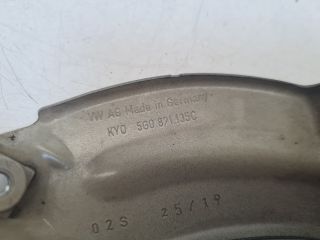 VW AG Made in Germany
KYO 5G0.821.135C
02S 25/19